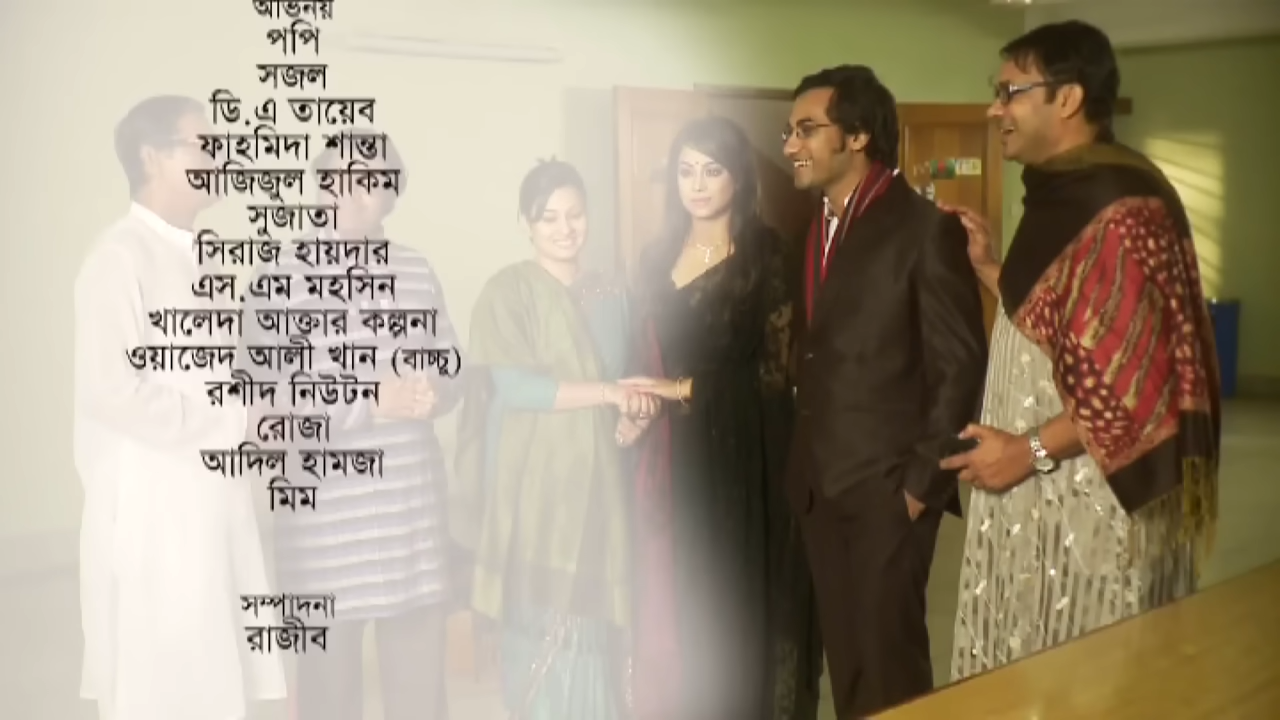 অভিনয়
পপি
সজল
ডি.এ তায়েব
ফাহমিদা শান্তা
আজিজুল হাকিম
সুজাতা
সিরাজ হায়দার
এস.এম মহসিন
খালেদা আক্তার কল্পনা
ওয়াজেদ আলী খান (বাচ্চু)
রশীদ নিউটন
রোজা
আদিল হামজা
মিম
সম্পাদনা
রাজীব